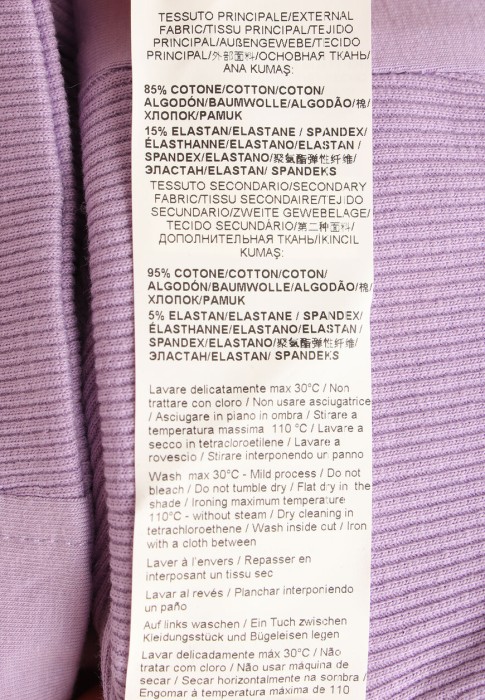 TESSUTO PRINCIPALE/EXTERNAL
FABRIC/TISSU PRINCIPAL/TEJIDO
PRINCIPAL/AUßENGEWEBE/TECIDO
PRINCIPAL/外部面料/ОСНОВНАЯ ТКАНЬ/
ANA KUMAŞ:
85% COTONE/COTTON/COTON/
ALGODÓN/BAUMWOLLE/ALGODÃO/棉/
ХЛОПОК/PAMUK
15% ELASTAN/ELASTANE / SPANDEX/
ÉLASTHANNE/ELASTANO/ELASTAN /
SPANDEX/ELASTANO/聚氨酯弹性纤维/
ЭЛАСТАН/ELASTAN/ SPANDEKS
TESSUTO SECONDARIO/SECONDARY
FABRIC/TISSU SECONDAIRE/TEJIDO
SECUNDARIO/ZWEITE GEWEBELAGE/
TECIDO SECUNDÁRIO/第二种面料/
ДОПОЛНИТЕЛЬНАЯ ТКАНЬ/İKİNCİL
KUMAŞ:
95% COTONE/COTTON/COTON/
ALGODÓN/BAUMWOLLE/ALGODÃO/棉/
ХЛОПОК/PAMUK
5% ELASTAN/ELASTANE / SPANDEX/
ÉLASTHANNE/ELASTANO/ELASTAN /
SPANDEX/ELASTANO/聚氨酯弹性纤维/
ЭЛАСТАН/ELASTAN/ SPANDEKS
Lavare delicatamente max 30°C / Non
trattare con cloro / Non usare asciugatrice
/ Asciugare in piano in ombra / Stirare a
temperatura massima 110 °C / Lavare a
secco in tetracloroetilene / Lavare a
rovescio / Stirare interponendo un panno
Wash max 30°C - Mild process / Do not
bleach / Do not tumble dry / Flat dry in the
shade / Ironing maximum temperature
110°C - without steam / Dry cleaning in
tetrachloroethene / Wash inside out / Iron
with a cloth between
Laver à l'envers / Repasser en
interposant un tissu sec
Lavar al revés / Planchar interponiendo
un paño
Auf links waschen / Ein Tuch zwischen
Kleidungsstück und Bügeleisen legen
Lavar delicadamente máx 30°C / Não
tratar com cloro / Não usar máquina de
secar / Secar horizontalmente na sombra /
Engomar à temperatura máxima de 110